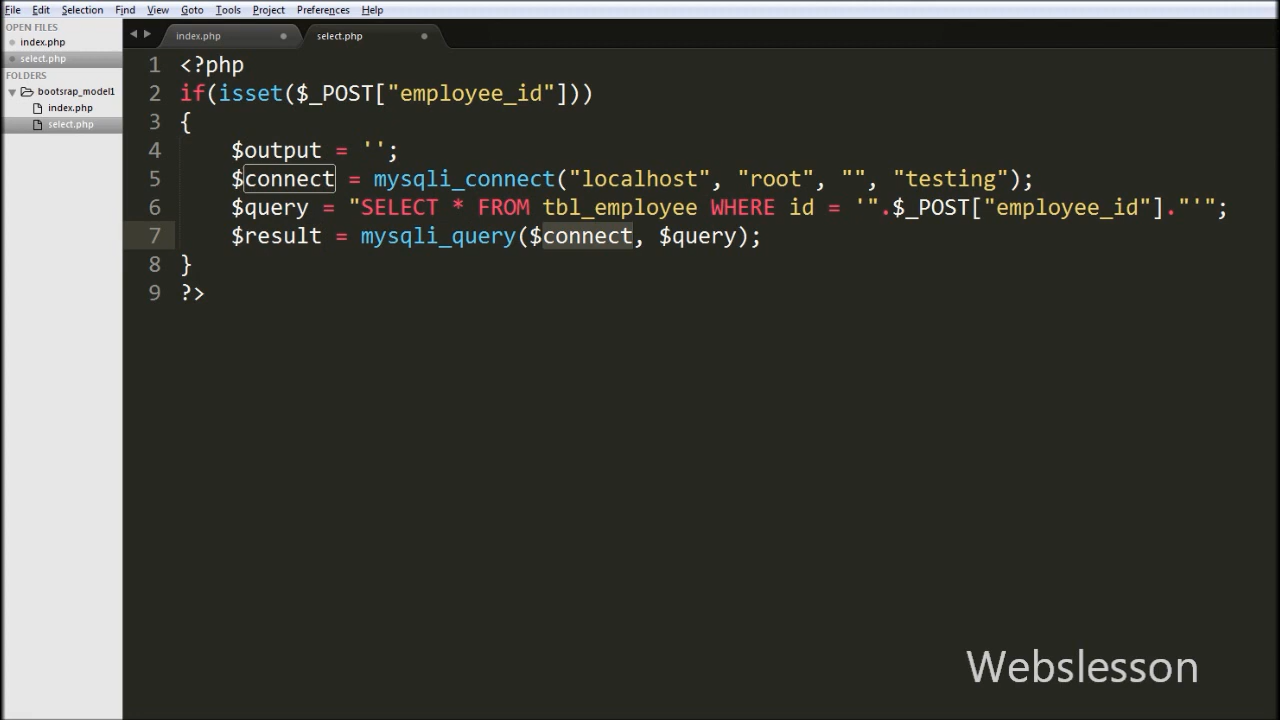 File Edit Selection Find View Goto Tools Project Preferences Help
OPEN FILES
index.php
select.php
FOLDERS
bootsrap_model1
index.php
select.php
index.php select.php
1 <?php
2 if(isset($_POST["employee_id"]))
3 {
4     $output = '';
5     $connect = mysqli_connect("localhost", "root", "", "testing");
6     $query = "SELECT * FROM tbl_employee WHERE id = '".$_POST["employee_id"]."'";
7     $result = mysqli_query($connect, $query);
8 }
9 ?>
Webslesson